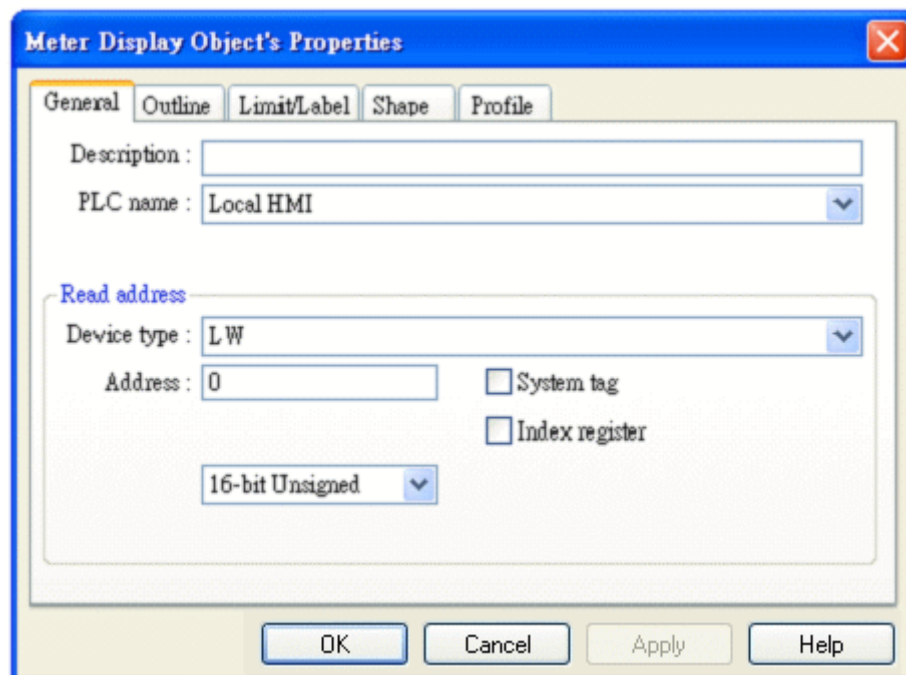 Meter Display Object's Properties
General Outline Limit/Label Shape Profile
Description :
PLC name : Local HMI
Read address
Device type : LW
Address : 0 System tag
Index register
16-bit Unsigned
OK Cancel Apply Help